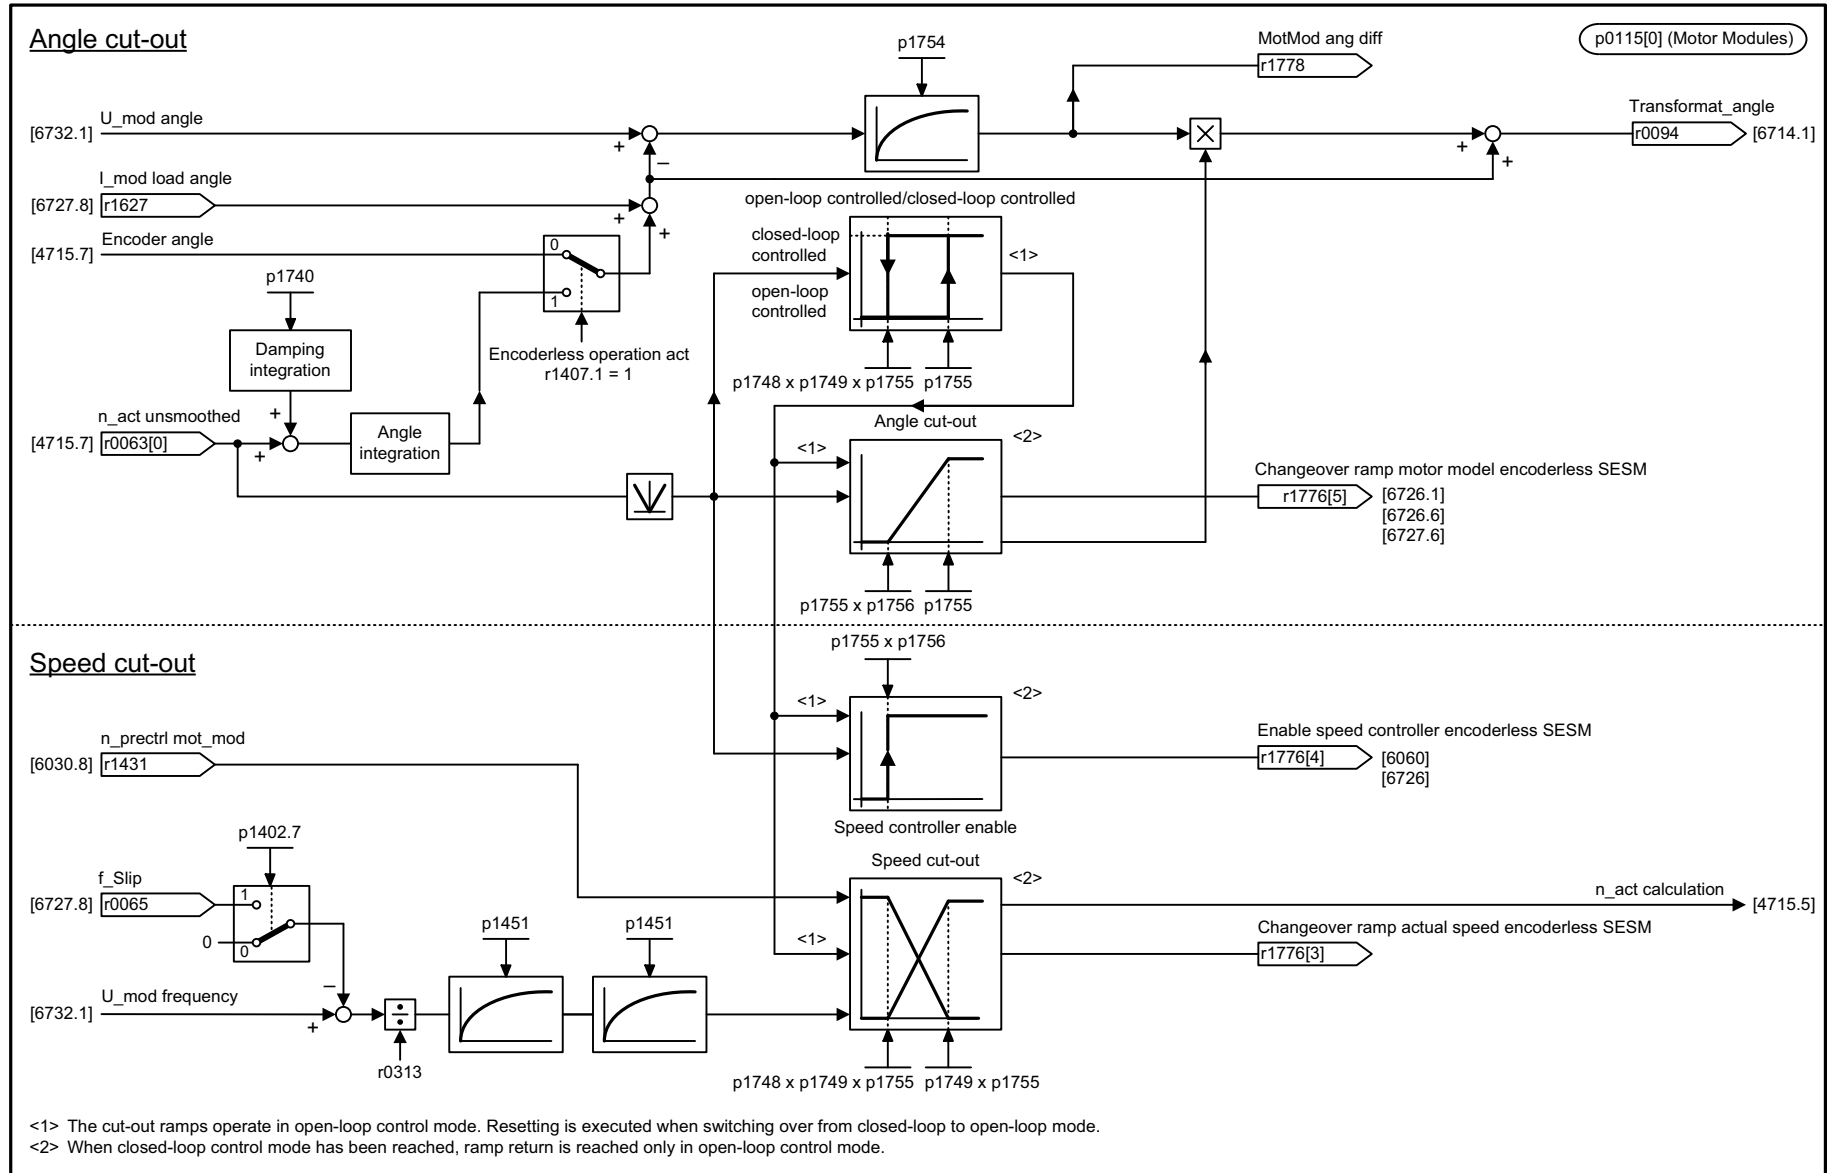 Angle cut-out
p1754
MotMod ang diff
r1778
p0115[0] (Motor Modules)
U_mod angle
[6732.1]
+
–
+
+
Transformat_angle
r0094
[6714.1]
I_mod load angle
[6727.8]
r1627
+
+
open-loop controlled/closed-loop controlled
closed-loop
controlled
open-loop
controlled
<1>
Encoder angle
[4715.7]
0
1
p1740
Damping
integration
Encoderless operation act
r1407.1 = 1
p1748 x p1749 x p1755
p1755
n_act unsmoothed
[4715.7]
r0063[0]
+
+
Angle
integration
Angle cut-out
<1>
<2>
Changeover ramp motor model encoderless SESM
r1776[5]
[6726.1]
[6726.6]
[6727.6]
p1755 x p1756
p1755
Speed cut-out
p1755 x p1756
<1>
<2>
n_prectrl mot_mod
[6030.8]
r1431
Enable speed controller encoderless SESM
r1776[4]
[6060]
[6726]
Speed controller enable
p1402.7
Speed cut-out
<2>
f_Slip
[6727.8]
r0065
1
0
0
n_act calculation
[4715.5]
p1451
p1451
<1>
Changeover ramp actual speed encoderless SESM
r1776[3]
U_mod frequency
[6732.1]
–
+
÷
r0313
p1748 x p1749 x p1755
p1749 x p1755
<1> The cut-out ramps operate in open-loop control mode. Resetting is executed when switching over from closed-loop to open-loop mode.
<2> When closed-loop control mode has been reached, ramp return is reached only in open-loop control mode.